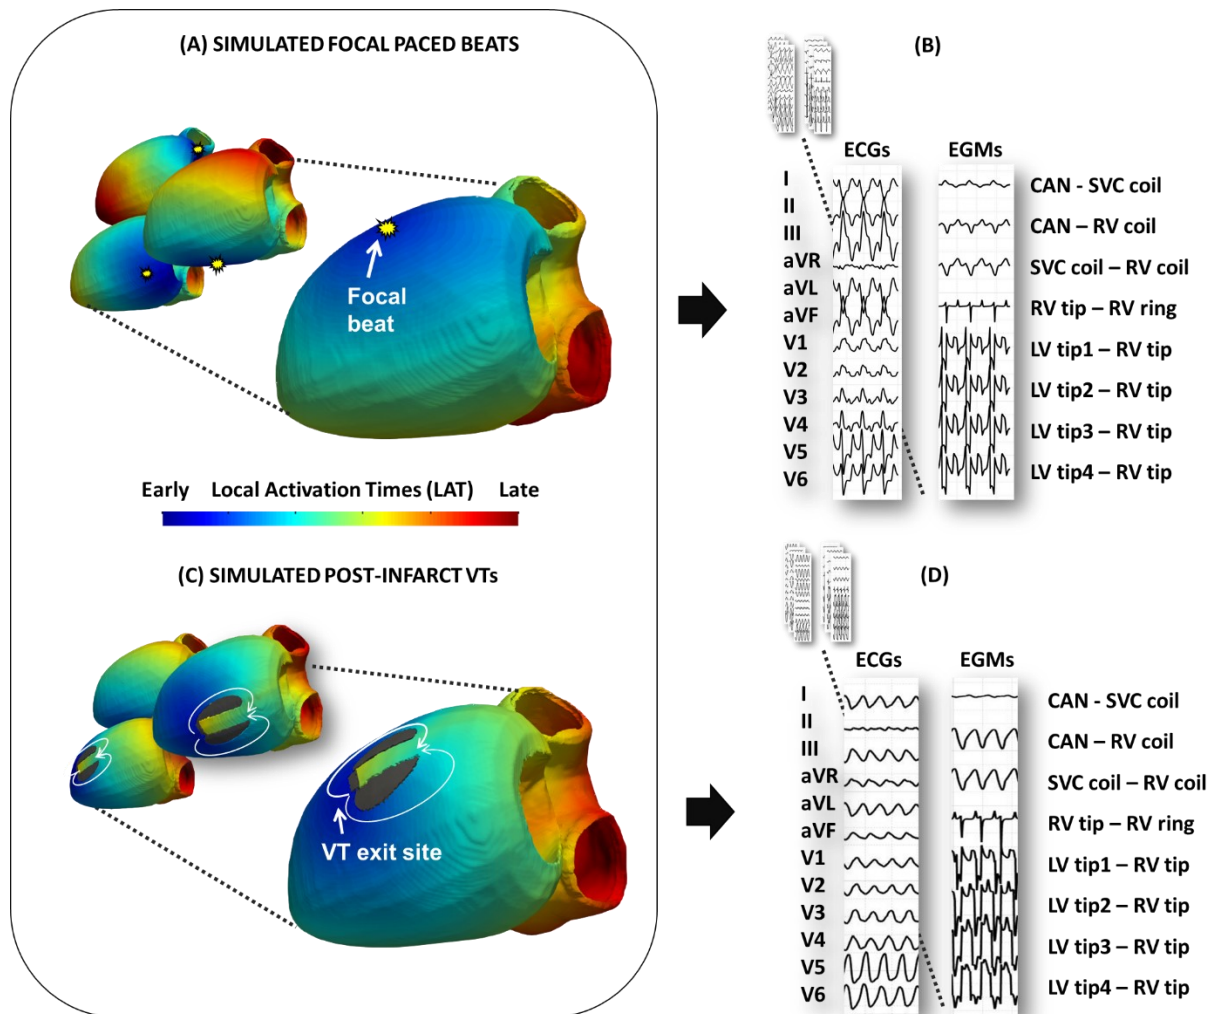 (A) SIMULATED FOCAL PACED BEATS
Focal
beat
Early Local Activation Times (LAT) Late
(C) SIMULATED POST-INFARCT VTs
VT exit site
(B)
ECGs EGMs
I
II
III
aVR
aVL
aVF
V1
V2
V3
V4
V5
V6
CAN - SVC coil
CAN – RV coil
SVC coil – RV coil
RV tip – RV ring
LV tip1 – RV tip
LV tip2 – RV tip
LV tip3 – RV tip
LV tip4 – RV tip
(D)
ECGs EGMs
I
II
III
aVR
aVL
aVF
V1
V2
V3
V4
V5
V6
CAN - SVC coil
CAN – RV coil
SVC coil – RV coil
RV tip – RV ring
LV tip1 – RV tip
LV tip2 – RV tip
LV tip3 – RV tip
LV tip4 – RV tip